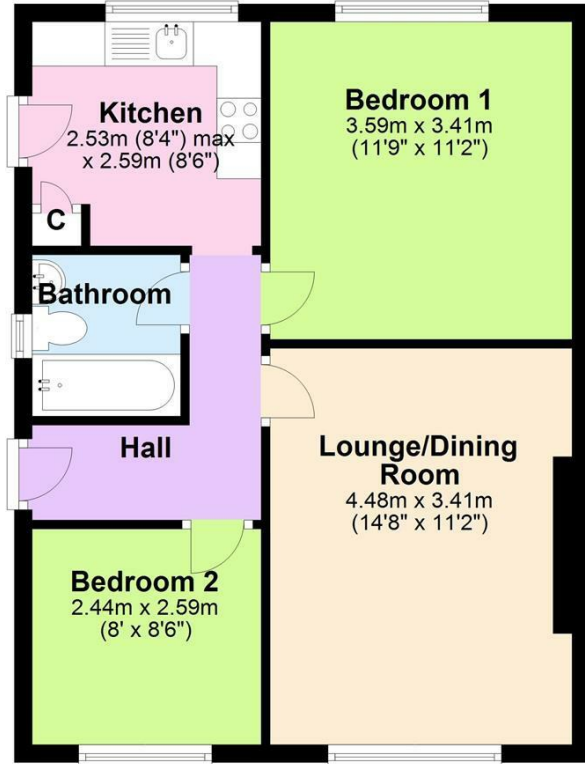 Kitchen
2.53m (8'4") max
x 2.59m (8'6")
Bedroom 1
3.59m x 3.41m
(11'9" x 11'2")
C
Bathroom
Hall
Lounge/Dining
Room
4.48m x 3.41m
(14'8" x 11'2")
Bedroom 2
2.44m x 2.59m
(8' x 8'6")